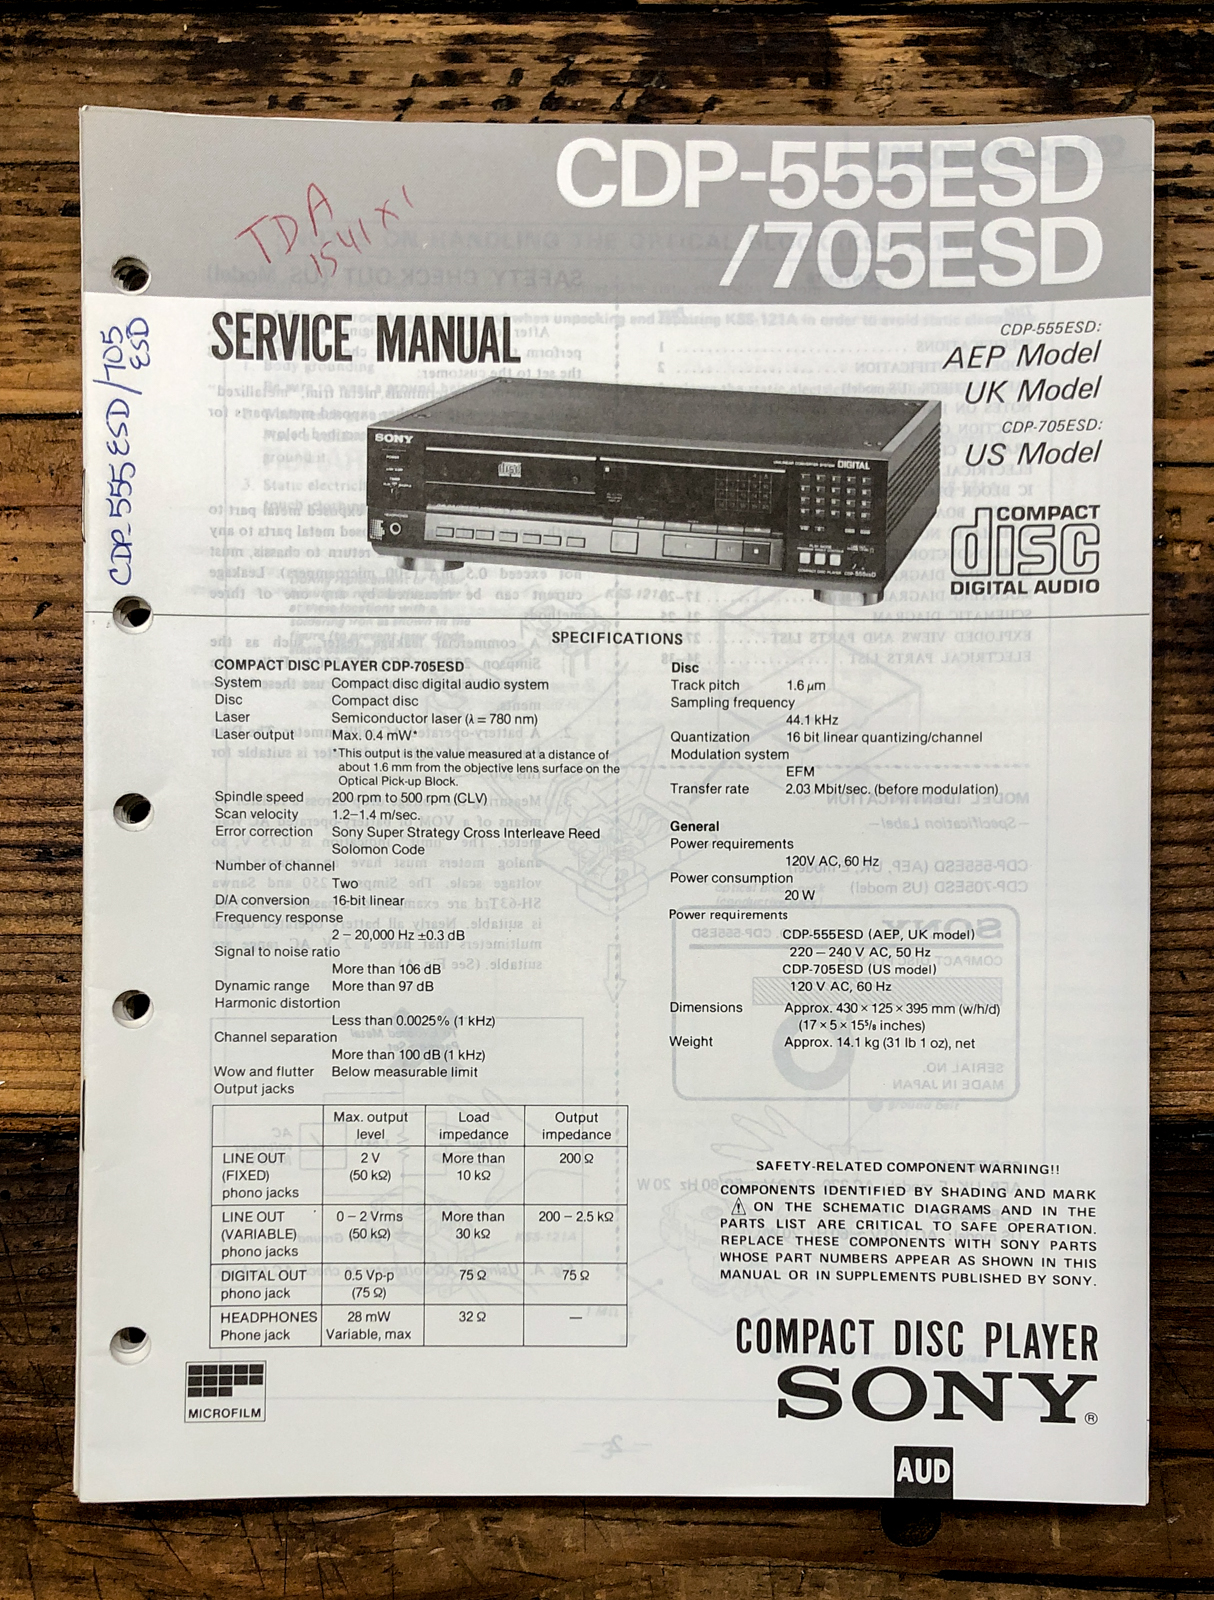 CDP-555ESD
/705ESD
TDA
1541 X 1
CDP-555ESD/705
ESD
SERVICE MANUAL
CDP-555ESD:
AEP Model
UK Model
CDP-705ESD:
US Model
SONY
DIGITAL
COMPACT
disc
DIGITAL AUDIO
SPECIFICATIONS
COMPACT DISC PLAYER CDP-705ESD
System Compact disc digital audio system
Disc Compact disc
Laser Semiconductor laser (λ = 780 nm)
Laser output Max. 0.4 mW*
*This output is the value measured at a distance of
about 1.6 mm from the objective lens surface on the
Optical Pick-up Block.
Spindle speed 200 rpm to 500 rpm (CLV)
Scan velocity 1.2–1.4 m/sec.
Error correction Sony Super Strategy Cross Interleave Reed
Solomon Code
Number of channel
Two
D/A conversion 16-bit linear
Frequency response
2 – 20,000 Hz ±0.3 dB
Signal to noise ratio
More than 106 dB
Dynamic range More than 97 dB
Harmonic distortion
Less than 0.0025% (1 kHz)
Channel separation
More than 100 dB (1 kHz)
Wow and flutter Below measurable limit
Output jacks
Max. output level Load impedance Output impedance
LINE OUT (FIXED) phono jacks 2 V (50 kΩ) More than 10 kΩ 200 Ω
LINE OUT (VARIABLE) phono jacks 0 – 2 Vrms (50 kΩ) More than 30 kΩ 200 – 2.5 kΩ
DIGITAL OUT phono jack 0.5 Vp-p (75 Ω) 75 Ω 75 Ω
HEADPHONES Phone jack 28 mW Variable, max 32 Ω —
Disc
Track pitch 1.6 μm
Sampling frequency
44.1 kHz
Quantization 16 bit linear quantizing/channel
Modulation system
EFM
Transfer rate 2.03 Mbit/sec. (before modulation)
General
Power requirements
120V AC, 60 Hz
Power consumption
20 W
Power requirements
CDP-555ESD (AEP, UK model)
220 – 240 V AC, 50 Hz
CDP-705ESD (US model)
120 V AC, 60 Hz
Dimensions Approx. 430 × 125 × 395 mm (w/h/d)
(17 × 5 × 15⁵/₈ inches)
Weight Approx. 14.1 kg (31 lb 1 oz), net
SAFETY-RELATED COMPONENT WARNING!!
COMPONENTS IDENTIFIED BY SHADING AND MARK
⚠ ON THE SCHEMATIC DIAGRAMS AND IN THE
PARTS LIST ARE CRITICAL TO SAFE OPERATION.
REPLACE THESE COMPONENTS WITH SONY PARTS
WHOSE PART NUMBERS APPEAR AS SHOWN IN THIS
MANUAL OR IN SUPPLEMENTS PUBLISHED BY SONY.
COMPACT DISC PLAYER
SONY®
MICROFILM
AUD